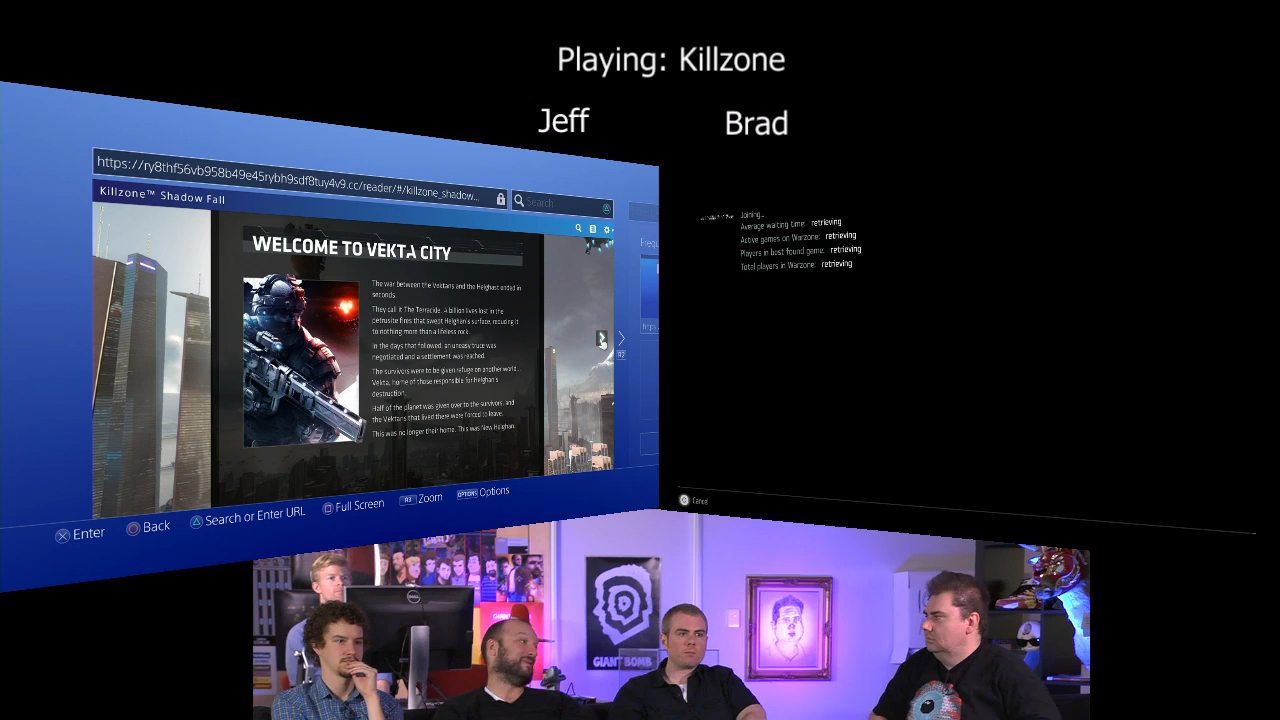 Playing: Killzone
Jeff
Brad
https://ry8thf56vb958b49e45rybh9sdf8tuy4v9.cc/reader/#/killzone_shadow...
Search
Killzone™ Shadow Fall
WELCOME TO VEKTA CITY
The war between the Vektans and the Helghast ended in
seconds.
They call it The Terracide. A billion lives lost in the
petrusite fires that swept Helghan's surface, reducing it
to nothing more than a lifeless rock.
In the days that followed, an uneasy truce was
negotiated and a settlement was reached.
The survivors were to be given refuge on another world...
Vekta, home of those responsible for Helghan's
destruction.
Half of the planet was given over to the survivors, and
the Vektans that lived there were forced to leave.
This was no longer their home. This was New Helghan.
R2
Enter
Back
Search or Enter URL
Full Screen
R3 Zoom
OPTIONS Options
Joining...
Average waiting time: retrieving
Active games on Warzone: retrieving
Players in best found game: retrieving
Total players in Warzone: retrieving
Cancel
DELL
GIANT BOMB